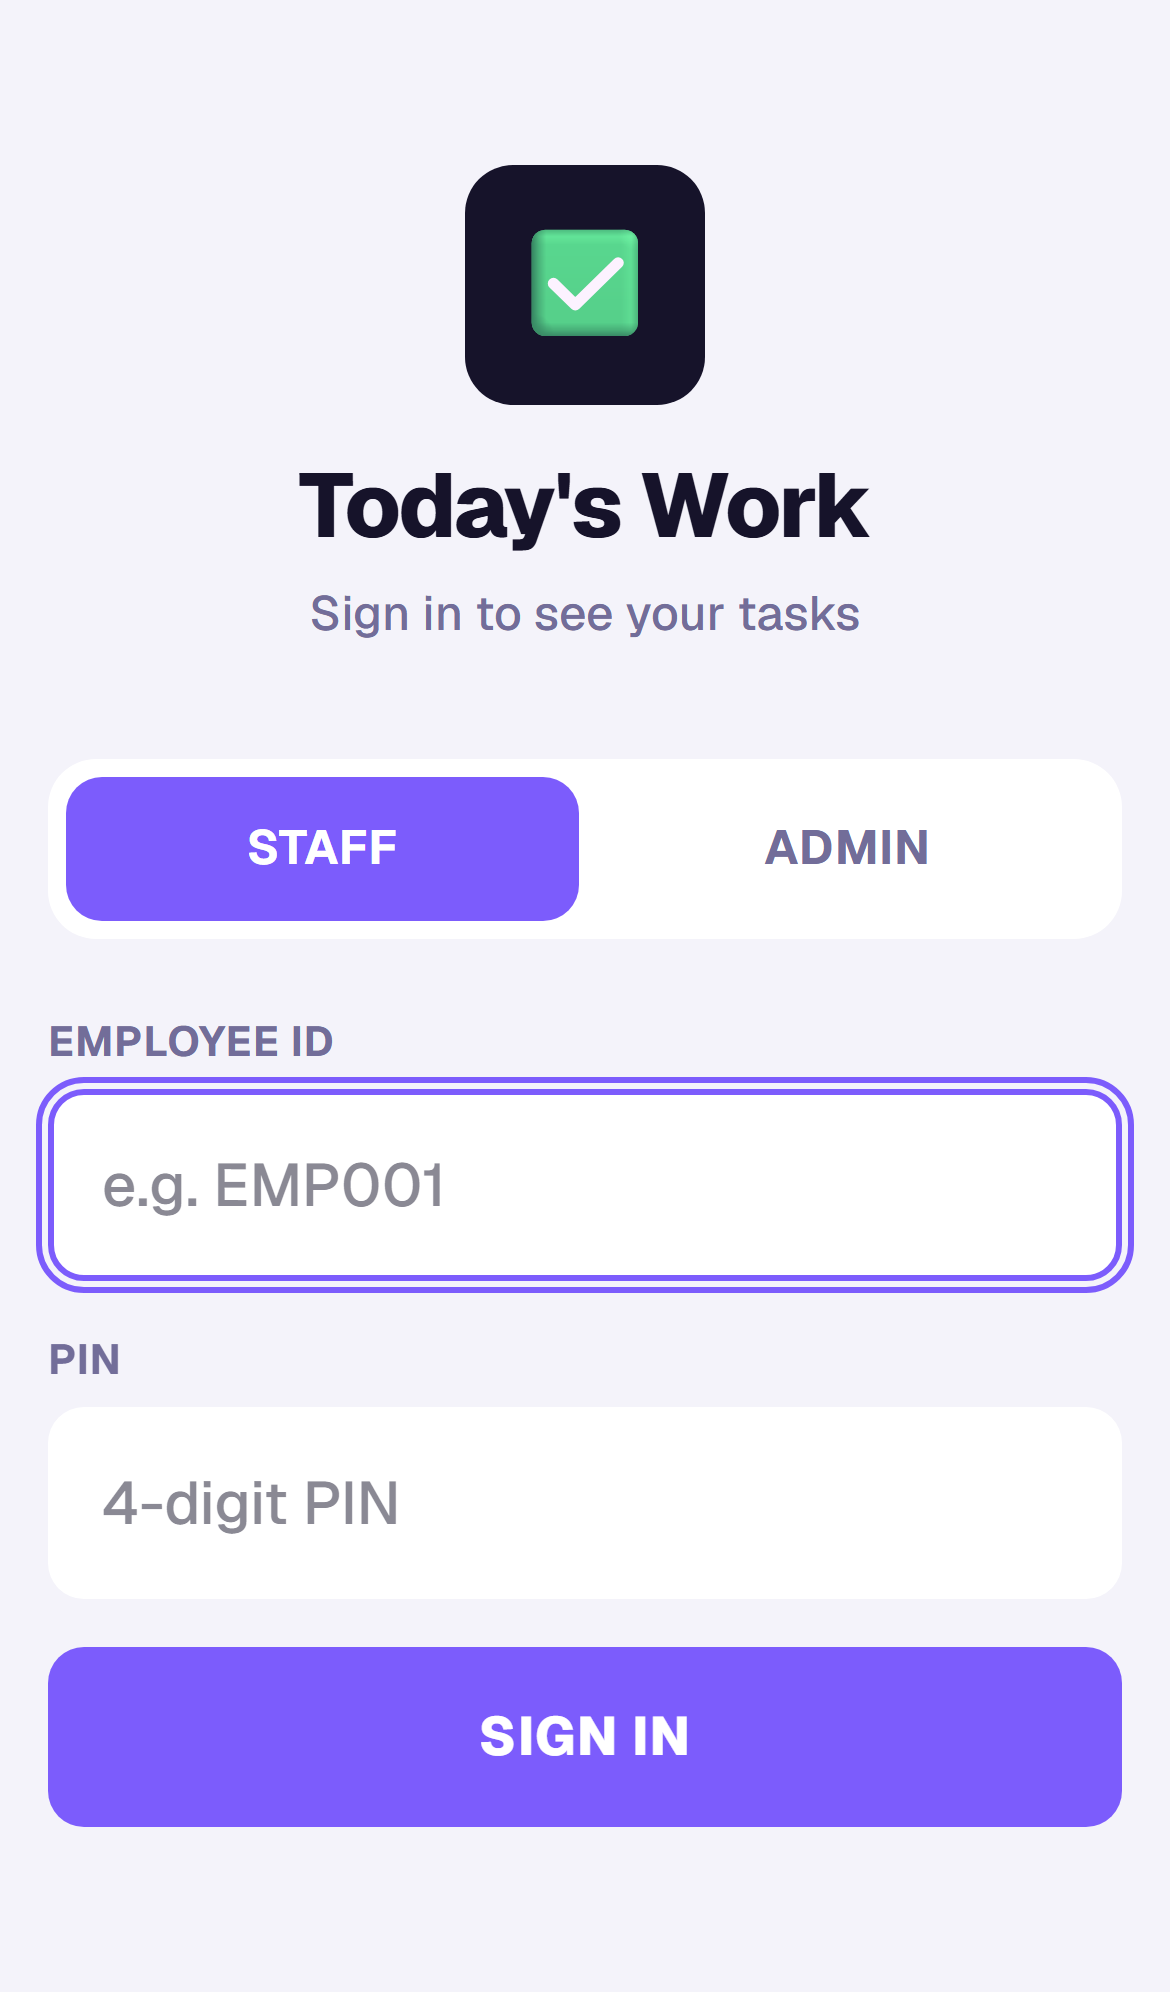 Today's Work
Sign in to see your tasks
STAFF
ADMIN
EMPLOYEE ID
e.g. EMP001
PIN
4-digit PIN
SIGN IN